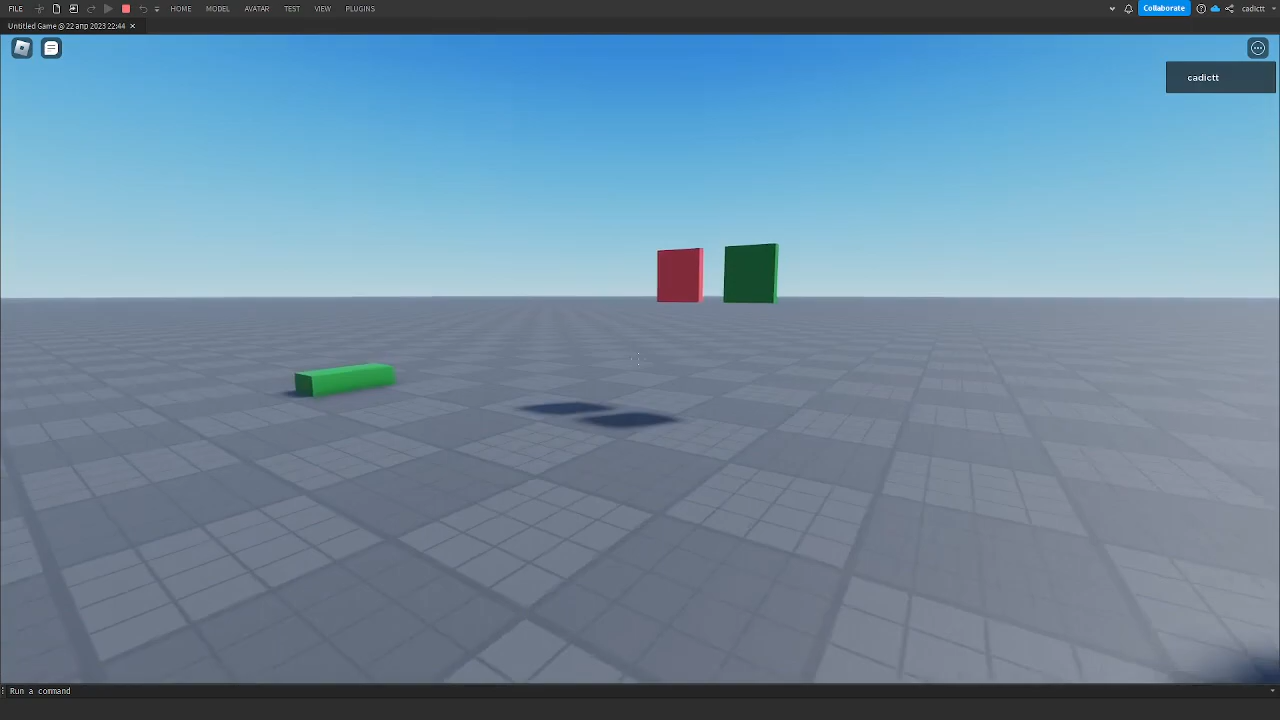 FILE HOME MODEL AVATAR TEST VIEW PLUGINS Collaborate cadictt
Untitled Game @ 22 апр 2023 22:44
cadictt
Run a command